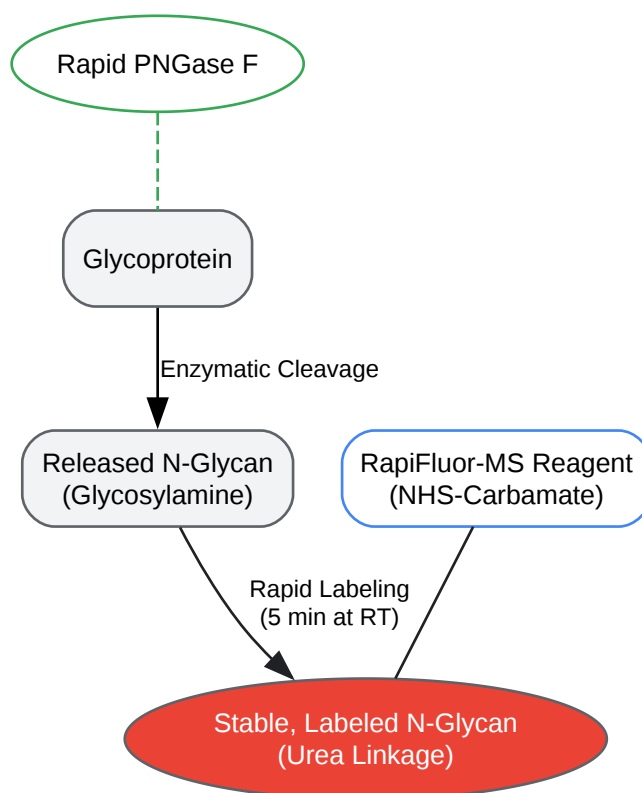 Rapid PNGase F
Glycoprotein
Enzymatic Cleavage
Released N-Glycan
(Glycosylamine)
RapiFluor-MS Reagent
(NHS-Carbamate)
Rapid Labeling
(5 min at RT)
Stable, Labeled N-Glycan
(Urea Linkage)